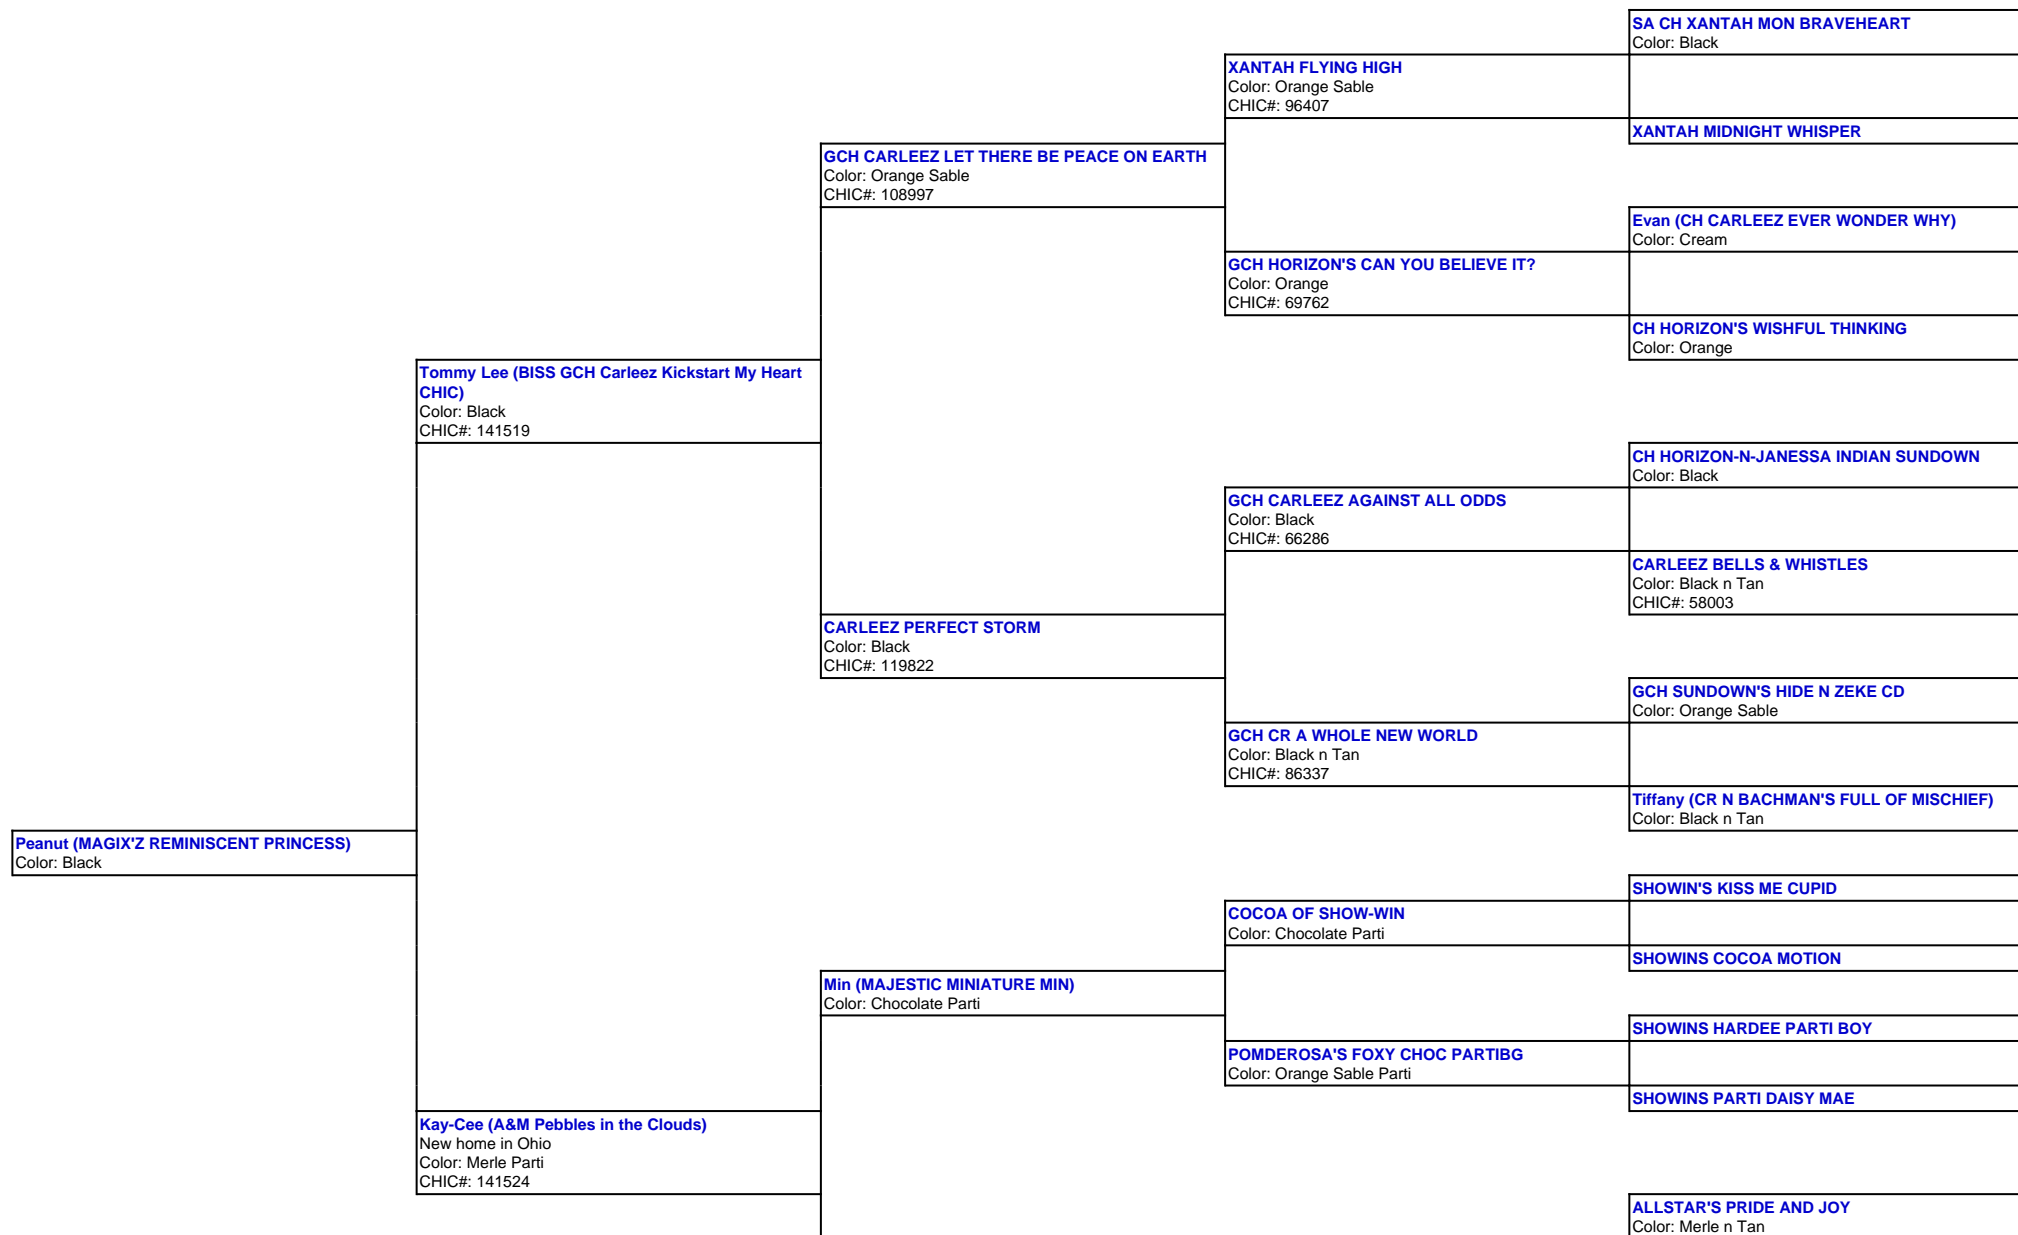 SA CH XANTAH MON BRAVEHEART
Color: Black
XANTAH FLYING HIGH
Color: Orange Sable
CHIC#: 96407
XANTAH MIDNIGHT WHISPER
GCH CARLEEZ LET THERE BE PEACE ON EARTH
Color: Orange Sable
CHIC#: 108997
Evan (CH CARLEEZ EVER WONDER WHY)
Color: Cream
GCH HORIZON'S CAN YOU BELIEVE IT?
Color: Orange
CHIC#: 69762
CH HORIZON'S WISHFUL THINKING
Color: Orange
Tommy Lee (BISS GCH Carleez Kickstart My Heart
CHIC)
Color: Black
CHIC#: 141519
CH HORIZON-N-JANESSA INDIAN SUNDOWN
Color: Black
GCH CARLEEZ AGAINST ALL ODDS
Color: Black
CHIC#: 66286
CARLEEZ BELLS & WHISTLES
Color: Black n Tan
CHIC#: 58003
CARLEEZ PERFECT STORM
Color: Black
CHIC#: 119822
GCH SUNDOWN'S HIDE N ZEKE CD
Color: Orange Sable
GCH CR A WHOLE NEW WORLD
Color: Black n Tan
CHIC#: 86337
Tiffany (CR N BACHMAN'S FULL OF MISCHIEF)
Color: Black n Tan
Peanut (MAGIX'Z REMINISCENT PRINCESS)
Color: Black
SHOWIN'S KISS ME CUPID
COCOA OF SHOW-WIN
Color: Chocolate Parti
SHOWINS COCOA MOTION
Min (MAJESTIC MINIATURE MIN)
Color: Chocolate Parti
SHOWINS HARDEE PARTI BOY
POMDEROSA'S FOXY CHOC PARTIBG
Color: Orange Sable Parti
SHOWINS PARTI DAISY MAE
Kay-Cee (A&M Pebbles in the Clouds)
New home in Ohio
Color: Merle Parti
CHIC#: 141524
ALLSTAR'S PRIDE AND JOY
Color: Merle n Tan